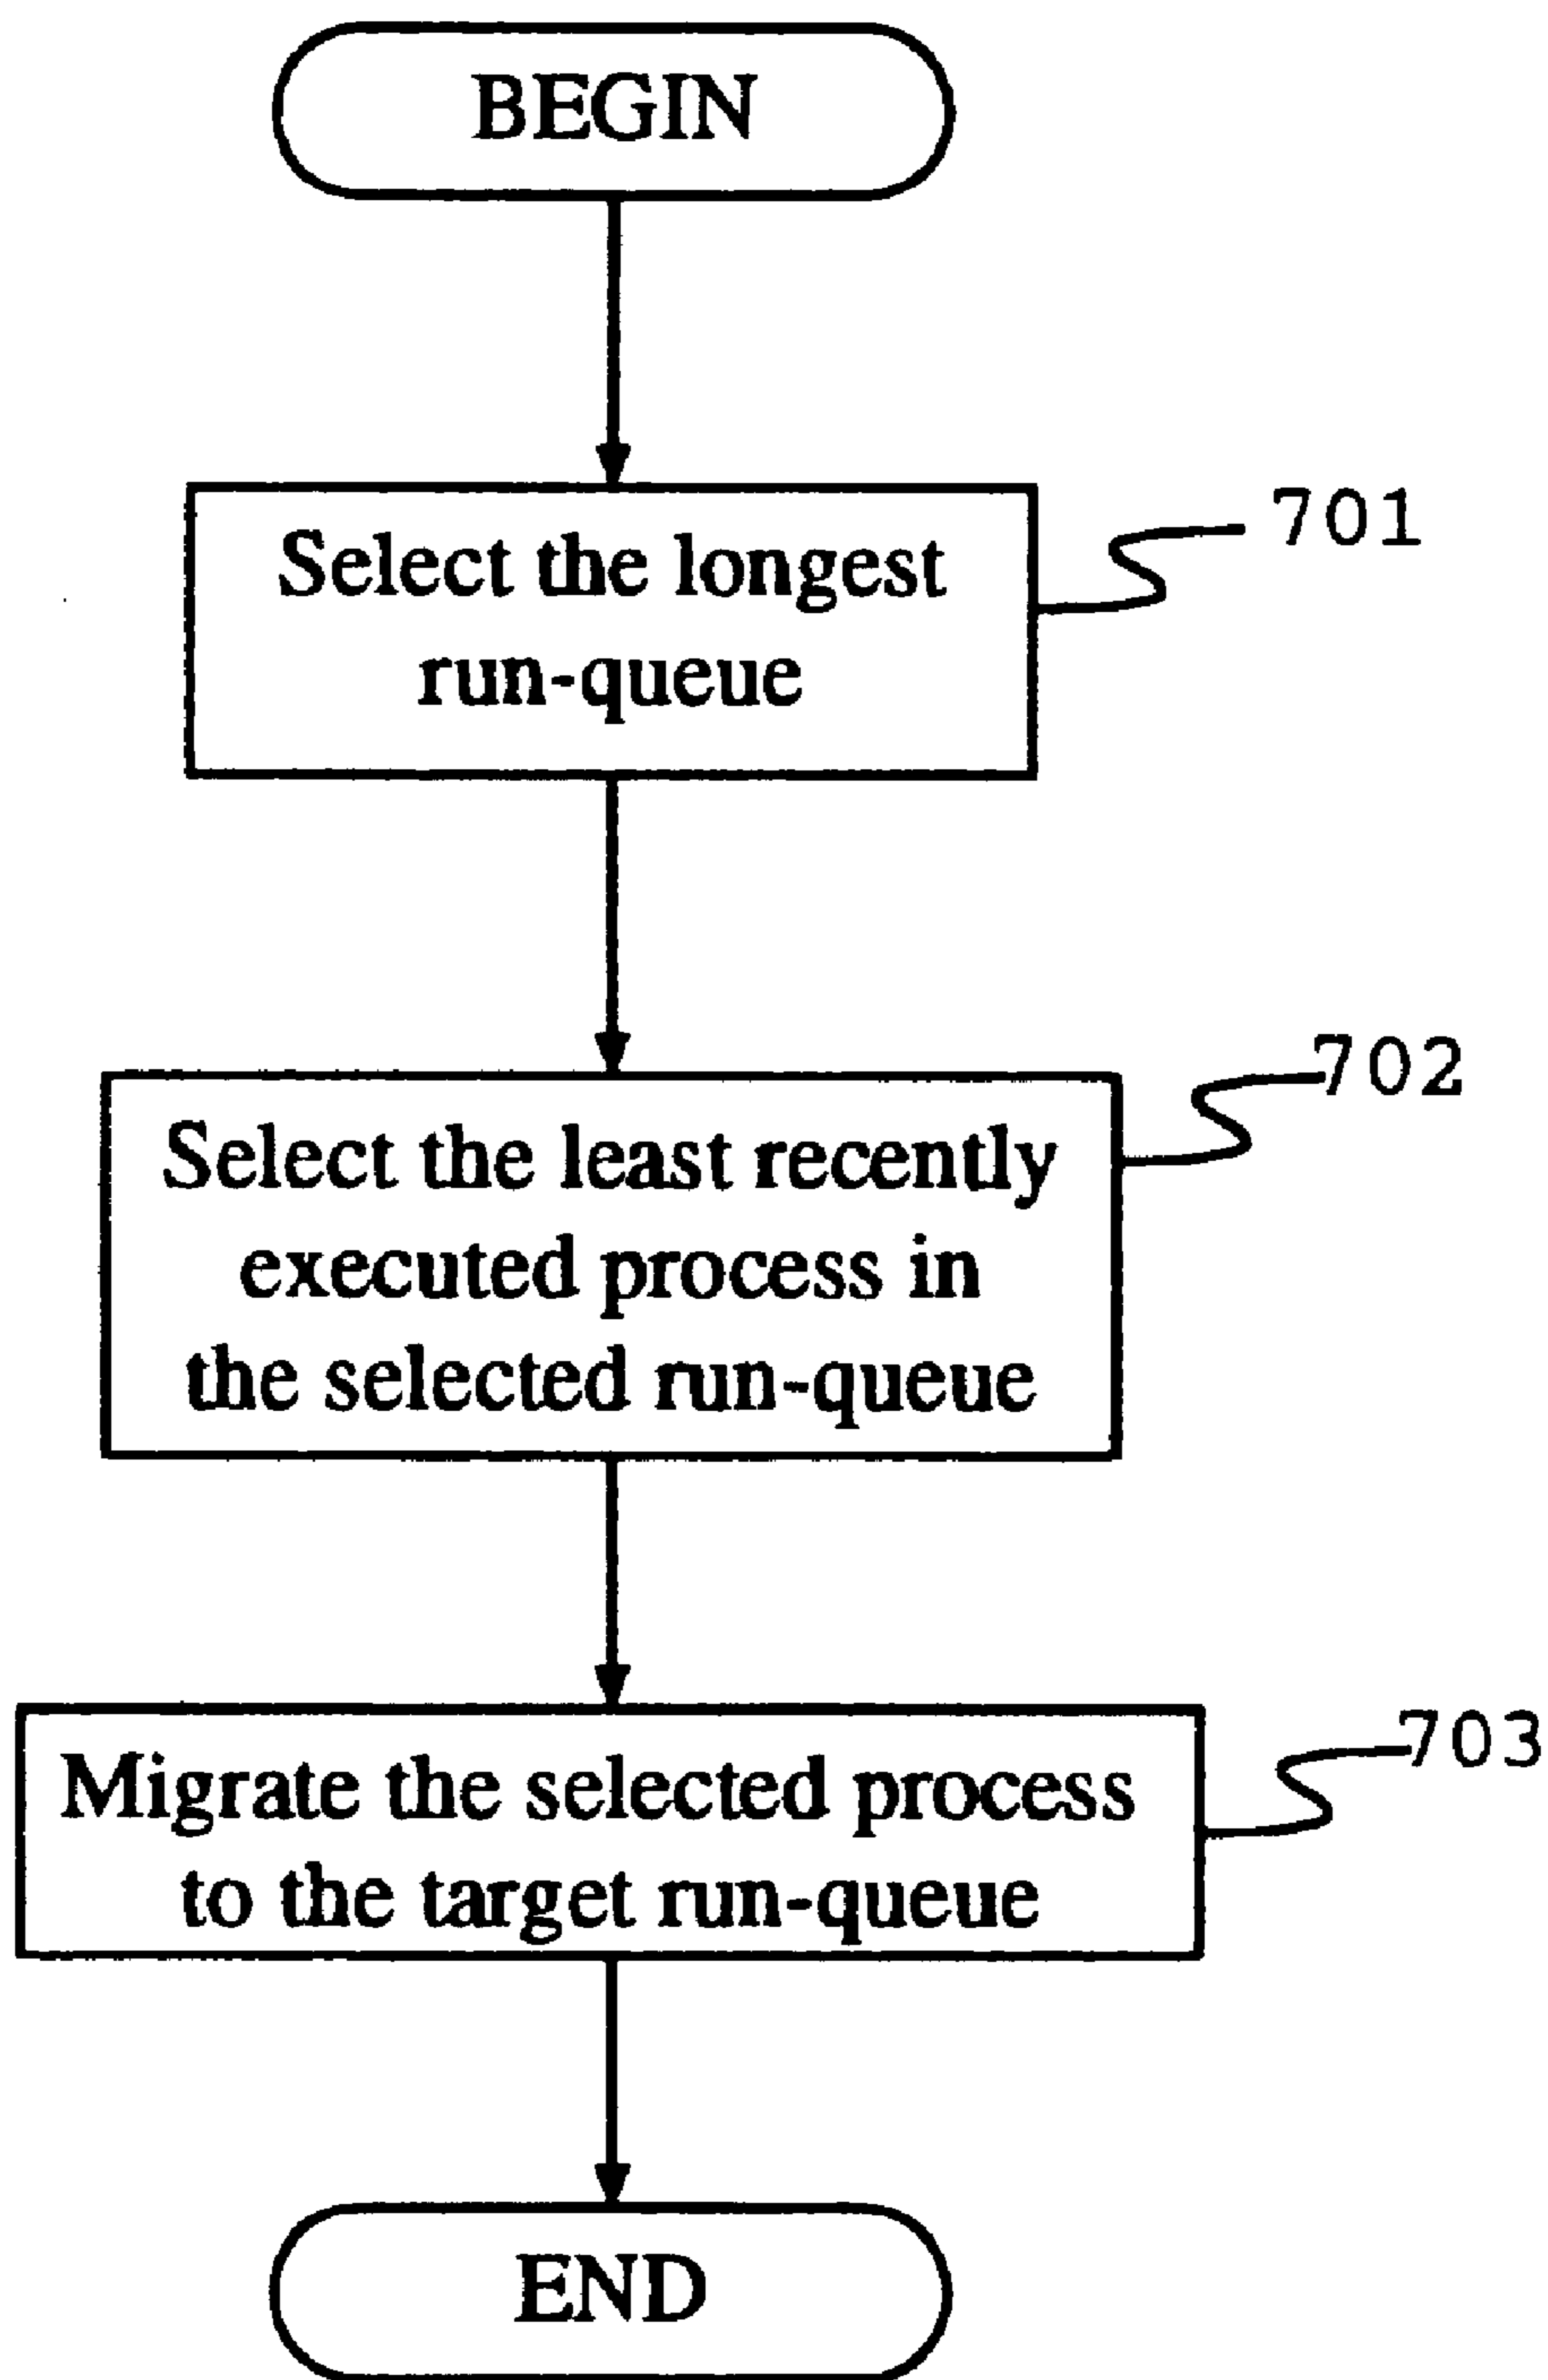 BEGIN
Select the longest
run-queue
701
Select the least recently
executed process in
the selected run-queue
702
Migrate the selected process
to the target run-queue
703
END